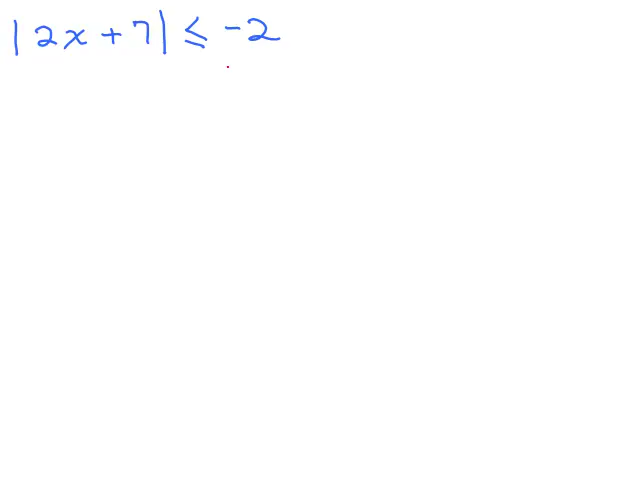 |2x + 7| ≤ -2